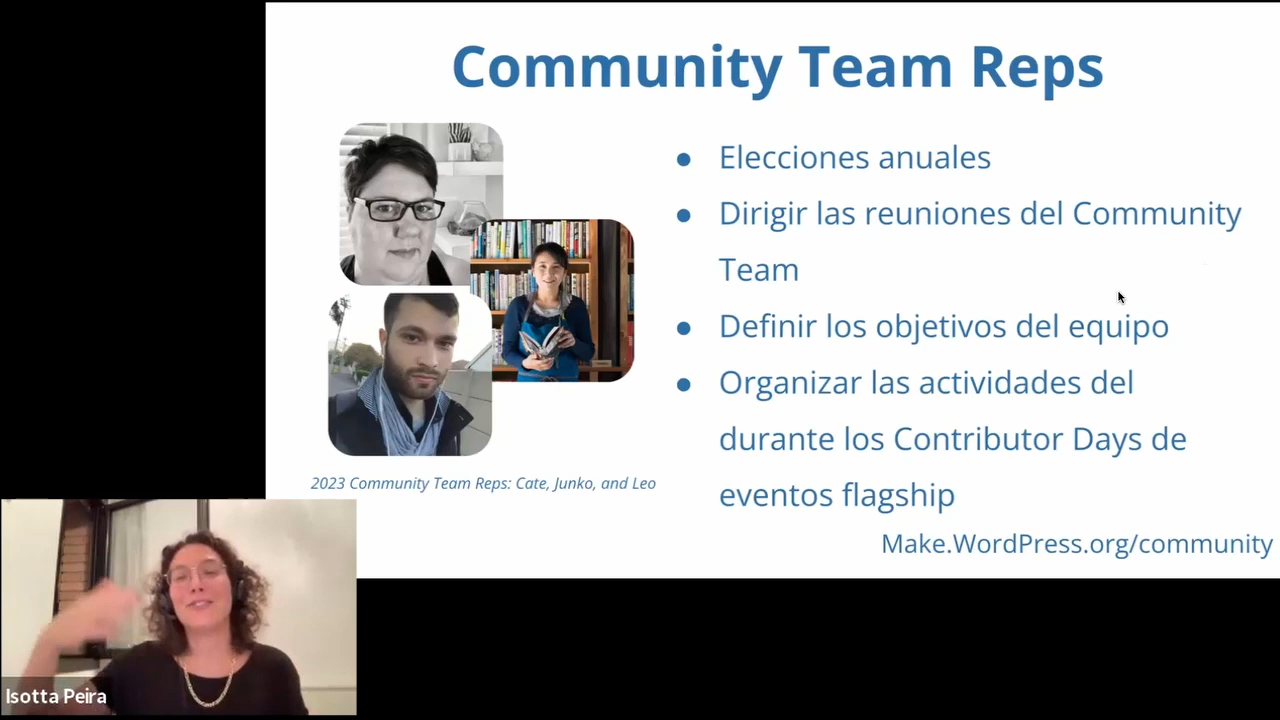 Community Team Reps
● Elecciones anuales
● Dirigir las reuniones del Community
Team
● Definir los objetivos del equipo
● Organizar las actividades del
durante los Contributor Days de
eventos flagship
2023 Community Team Reps: Cate, Junko, and Leo
Make.WordPress.org/community
Isotta Peira